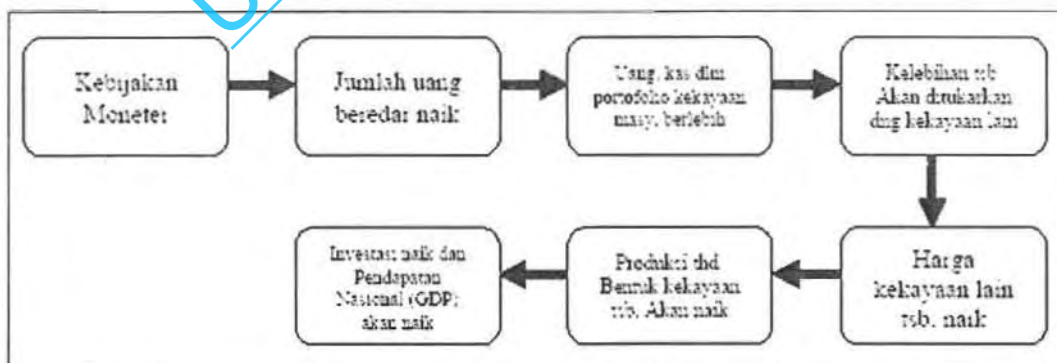 Kebijakan
Moneter
Jumlah uang
beredar naik
Uang, kas dlm
portofolio kekayaan
masy. berlebih
Kelebihan tsb
Akan ditukarkan
dng kekayaan lain
Harga
kekayaan lain
tsb. naik
Produksi thd
Bentuk kekayaan
tsb. Akan naik
Investasi naik dan
Pendapatan
Nasional (GDP)
akan naik